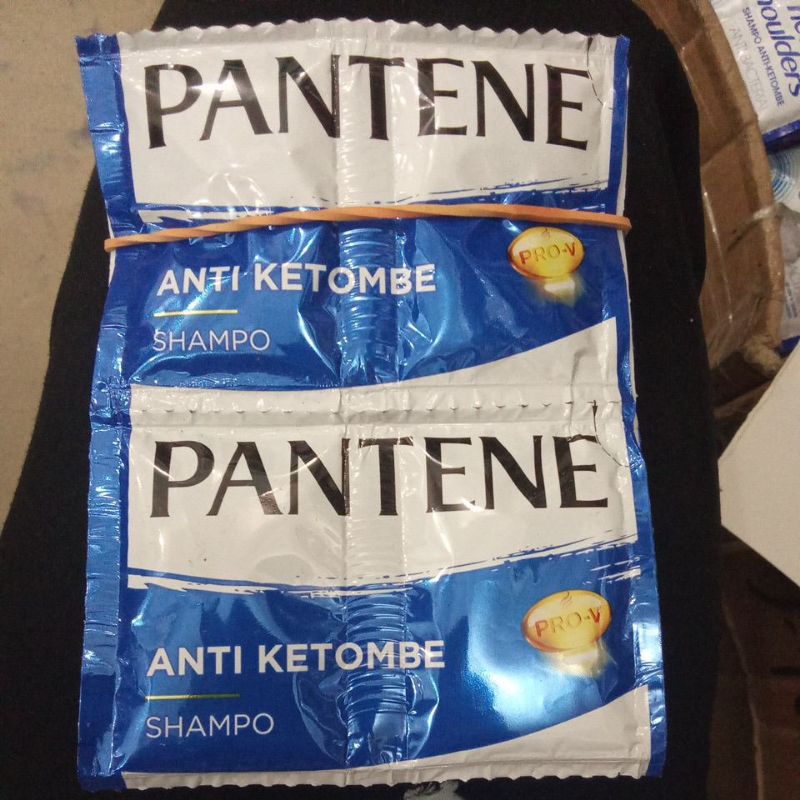 PANTENE
PRO-V
ANTI KETOMBE
SHAMPO
PANTENE
PRO-V
ANTI KETOMBE
SHAMPO
houlders
SHAMPO ANTI-KETOMBE